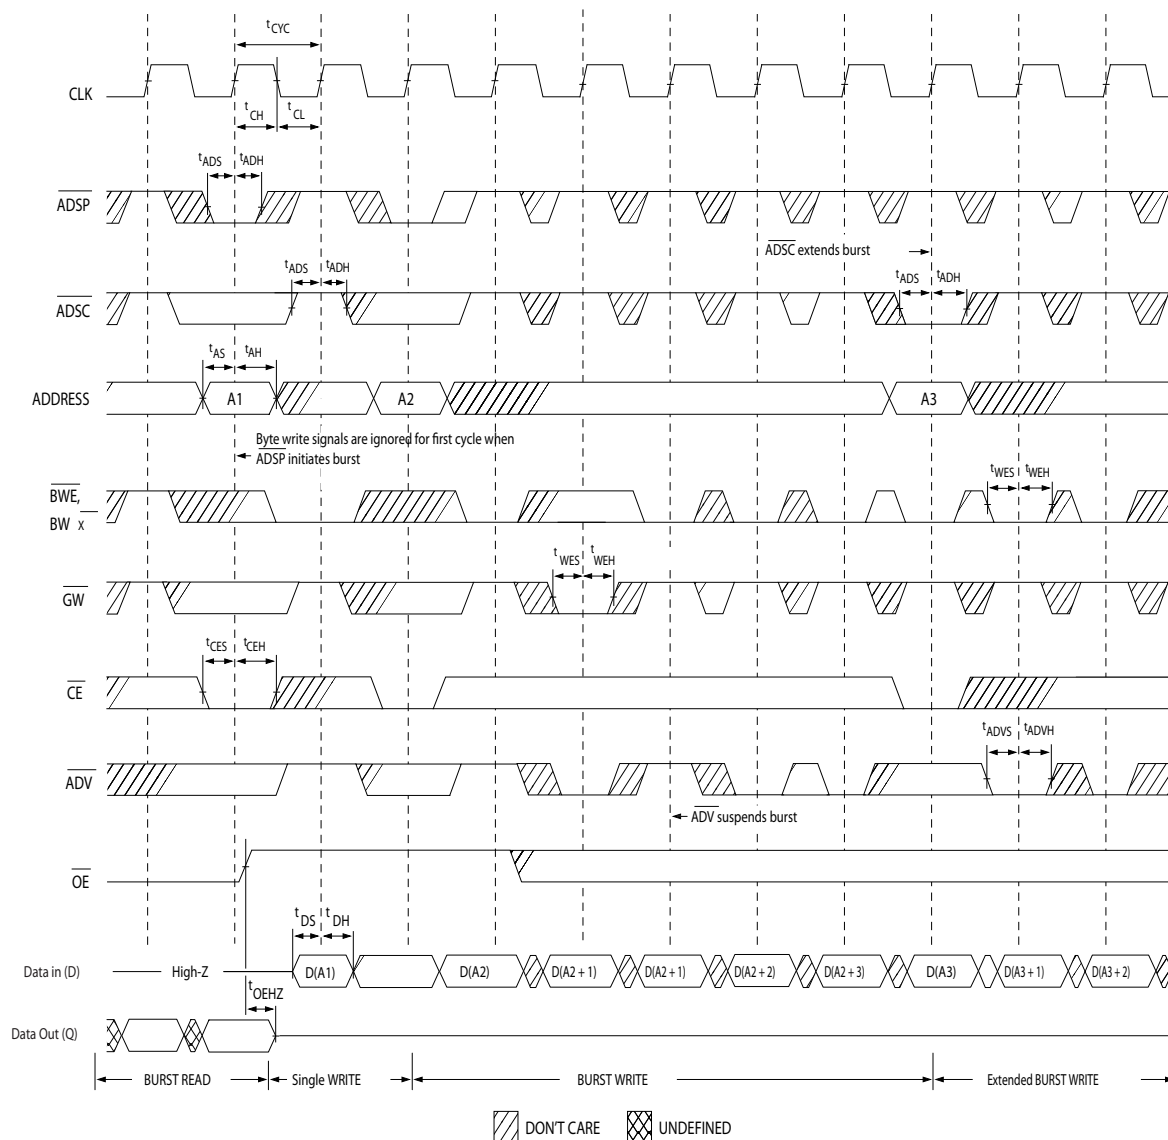 tCYC
CLK
tCH tCL
tADS tADH
ADSP
ADSC extends burst
tADS tADH tADS tADH
ADSC
tAS tAH
ADDRESS A1 A2 A3
Byte write signals are ignored for first cycle when
ADSP initiates burst
tWES tWEH
BWE,
BW x
tWES tWEH
GW
tCES tCEH
CE
tADVS tADVH
ADV
ADV suspends burst
OE
tDS tDH
Data in (D) High-Z D(A1) D(A2) D(A2 + 1) D(A2 + 1) D(A2 + 2) D(A2 + 3) D(A3) D(A3 + 1) D(A3 + 2)
tOEHZ
Data Out (Q)
BURST READ Single WRITE BURST WRITE Extended BURST WRITE
DON'T CARE UNDEFINED